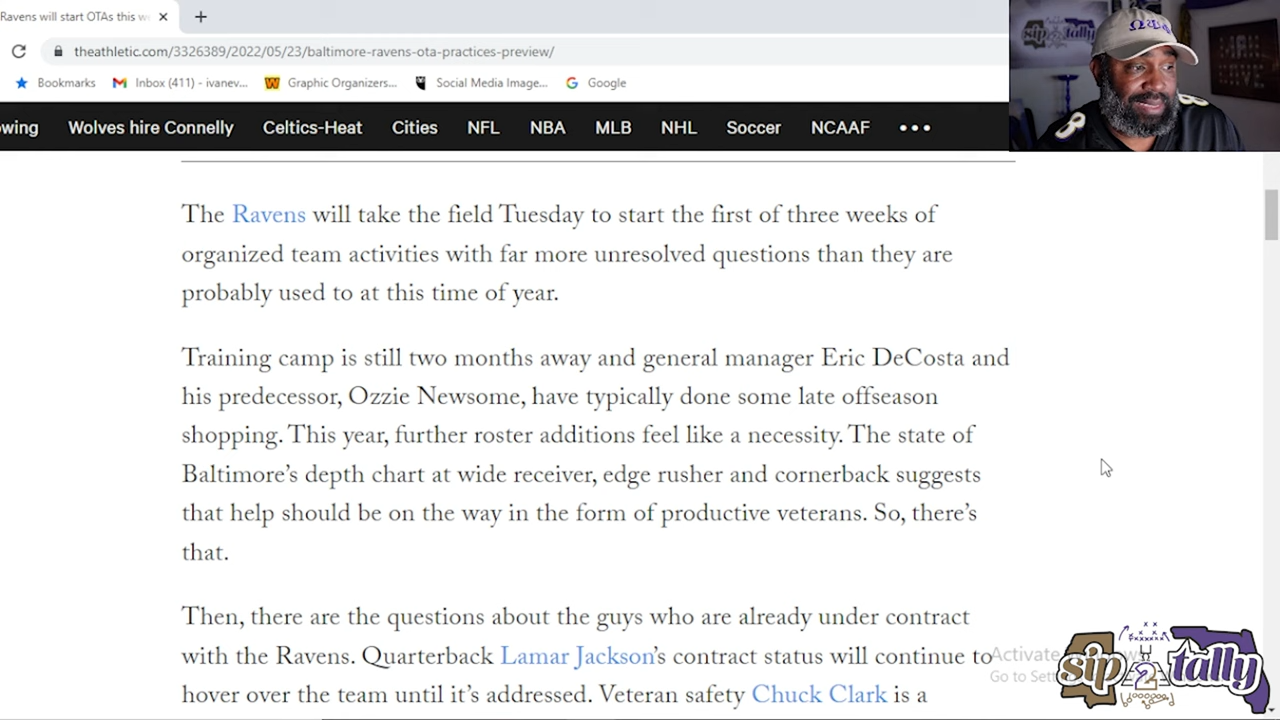 Ravens will start OTAs this w
theathletic.com/3326389/2022/05/23/baltimore-ravens-ota-practices-preview/
Bookmarks Inbox (411) - ivanev... Graphic Organizers... Social Media Image... Google
owing Wolves hire Connelly Celtics-Heat Cities NFL NBA MLB NHL Soccer NCAAF •••
The Ravens will take the field Tuesday to start the first of three weeks of
organized team activities with far more unresolved questions than they are
probably used to at this time of year.
Training camp is still two months away and general manager Eric DeCosta and
his predecessor, Ozzie Newsome, have typically done some late offseason
shopping. This year, further roster additions feel like a necessity. The state of
Baltimore's depth chart at wide receiver, edge rusher and cornerback suggests
that help should be on the way in the form of productive veterans. So, there's
that.
Then, there are the questions about the guys who are already under contract
with the Ravens. Quarterback Lamar Jackson's contract status will continue to
hover over the team until it's addressed. Veteran safety Chuck Clark is a
Activate
Go to Sett
sip 2 tally
ΩΨΦ
8
8